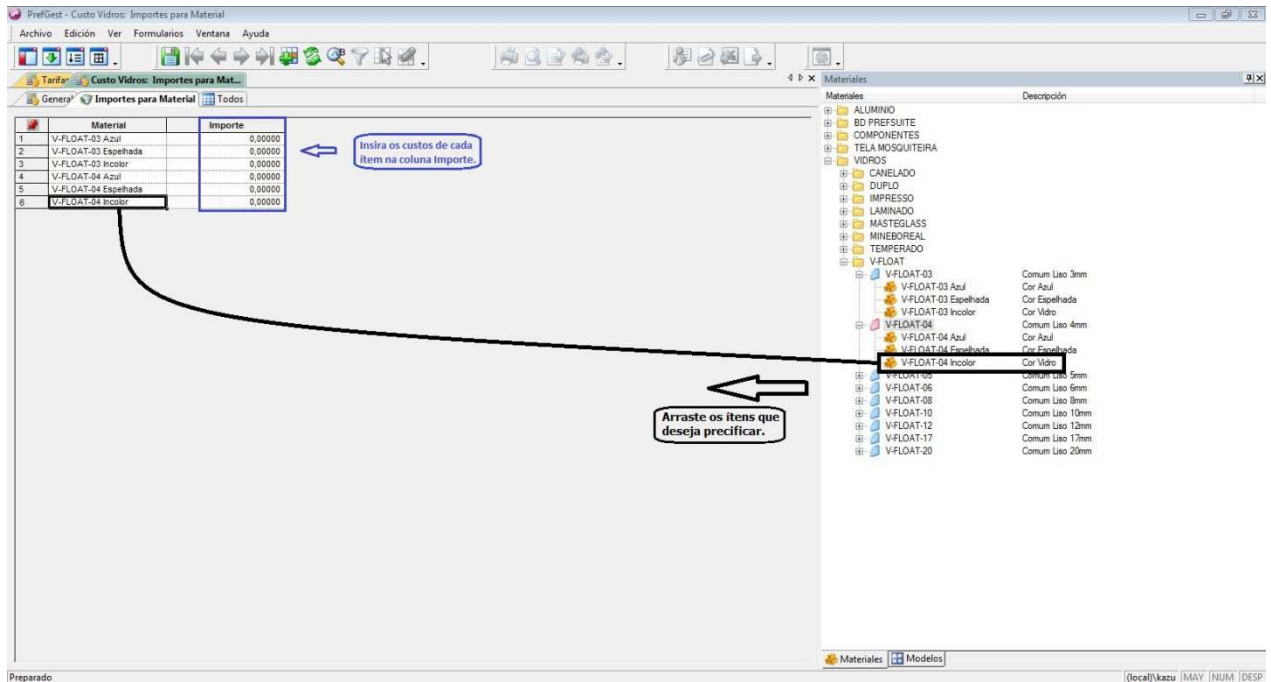 PrefGest - Custo Vidros: Importes para Material
Archivo Edición Ver Formularios Ventana Ayuda
Tarifas Custo Vidros: Importes para Mat...
General Importes para Material Todos
Material Importe
1 V-FLOAT-03 Azul 0,00000
2 V-FLOAT-03 Espelhada 0,00000
3 V-FLOAT-03 Incolor 0,00000
4 V-FLOAT-04 Azul 0,00000
5 V-FLOAT-04 Espelhada 0,00000
6 V-FLOAT-04 Incolor 0,00000
Insira os custos de cada
ítem na coluna Importe.
Arraste os ítens que
deseja precificar.
Materiales
Materiales Descripción
ALUMINIO
BD PREFSUITE
COMPONENTES
TELA MOSQUITEIRA
VIDROS
CANELADO
DUPLO
IMPRESSO
LAMINADO
MASTEGLASS
MINEBOREAL
TEMPERADO
V-FLOAT
V-FLOAT-03 Comum Liso 3mm
V-FLOAT-03 Azul Cor Azul
V-FLOAT-03 Espelhada Cor Espelhada
V-FLOAT-03 Incolor Cor Vidro
V-FLOAT-04 Comum Liso 4mm
V-FLOAT-04 Azul Cor Azul
V-FLOAT-04 Espelhada Cor Espelhada
V-FLOAT-04 Incolor Cor Vidro
V-FLOAT-05 Comum Liso 5mm
V-FLOAT-06 Comum Liso 6mm
V-FLOAT-08 Comum Liso 8mm
V-FLOAT-10 Comum Liso 10mm
V-FLOAT-12 Comum Liso 12mm
V-FLOAT-17 Comum Liso 17mm
V-FLOAT-20 Comum Liso 20mm
Materiales Modelos
Preparado (local)\kazu MAY NUM DESP